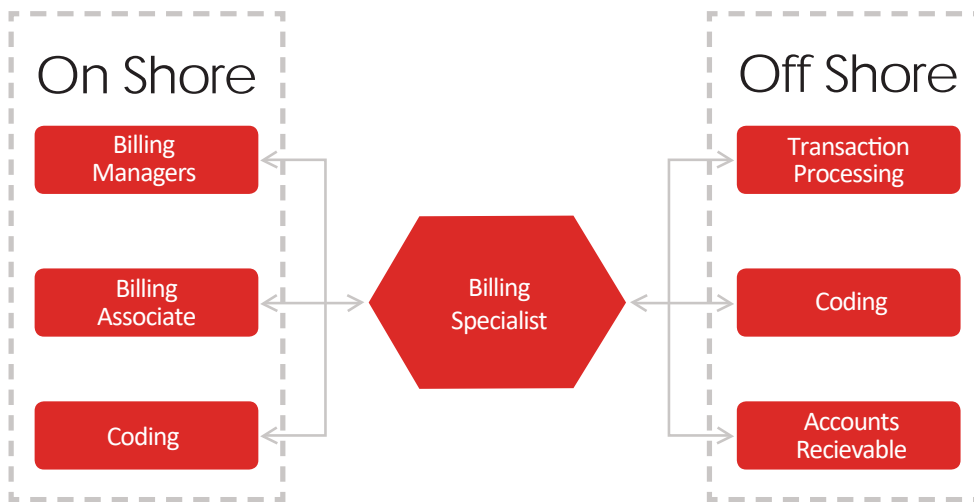 On Shore
Billing
Managers
Billing
Associate
Coding
Billing
Specialist
Off Shore
Transaction
Processing
Coding
Accounts
Recievable